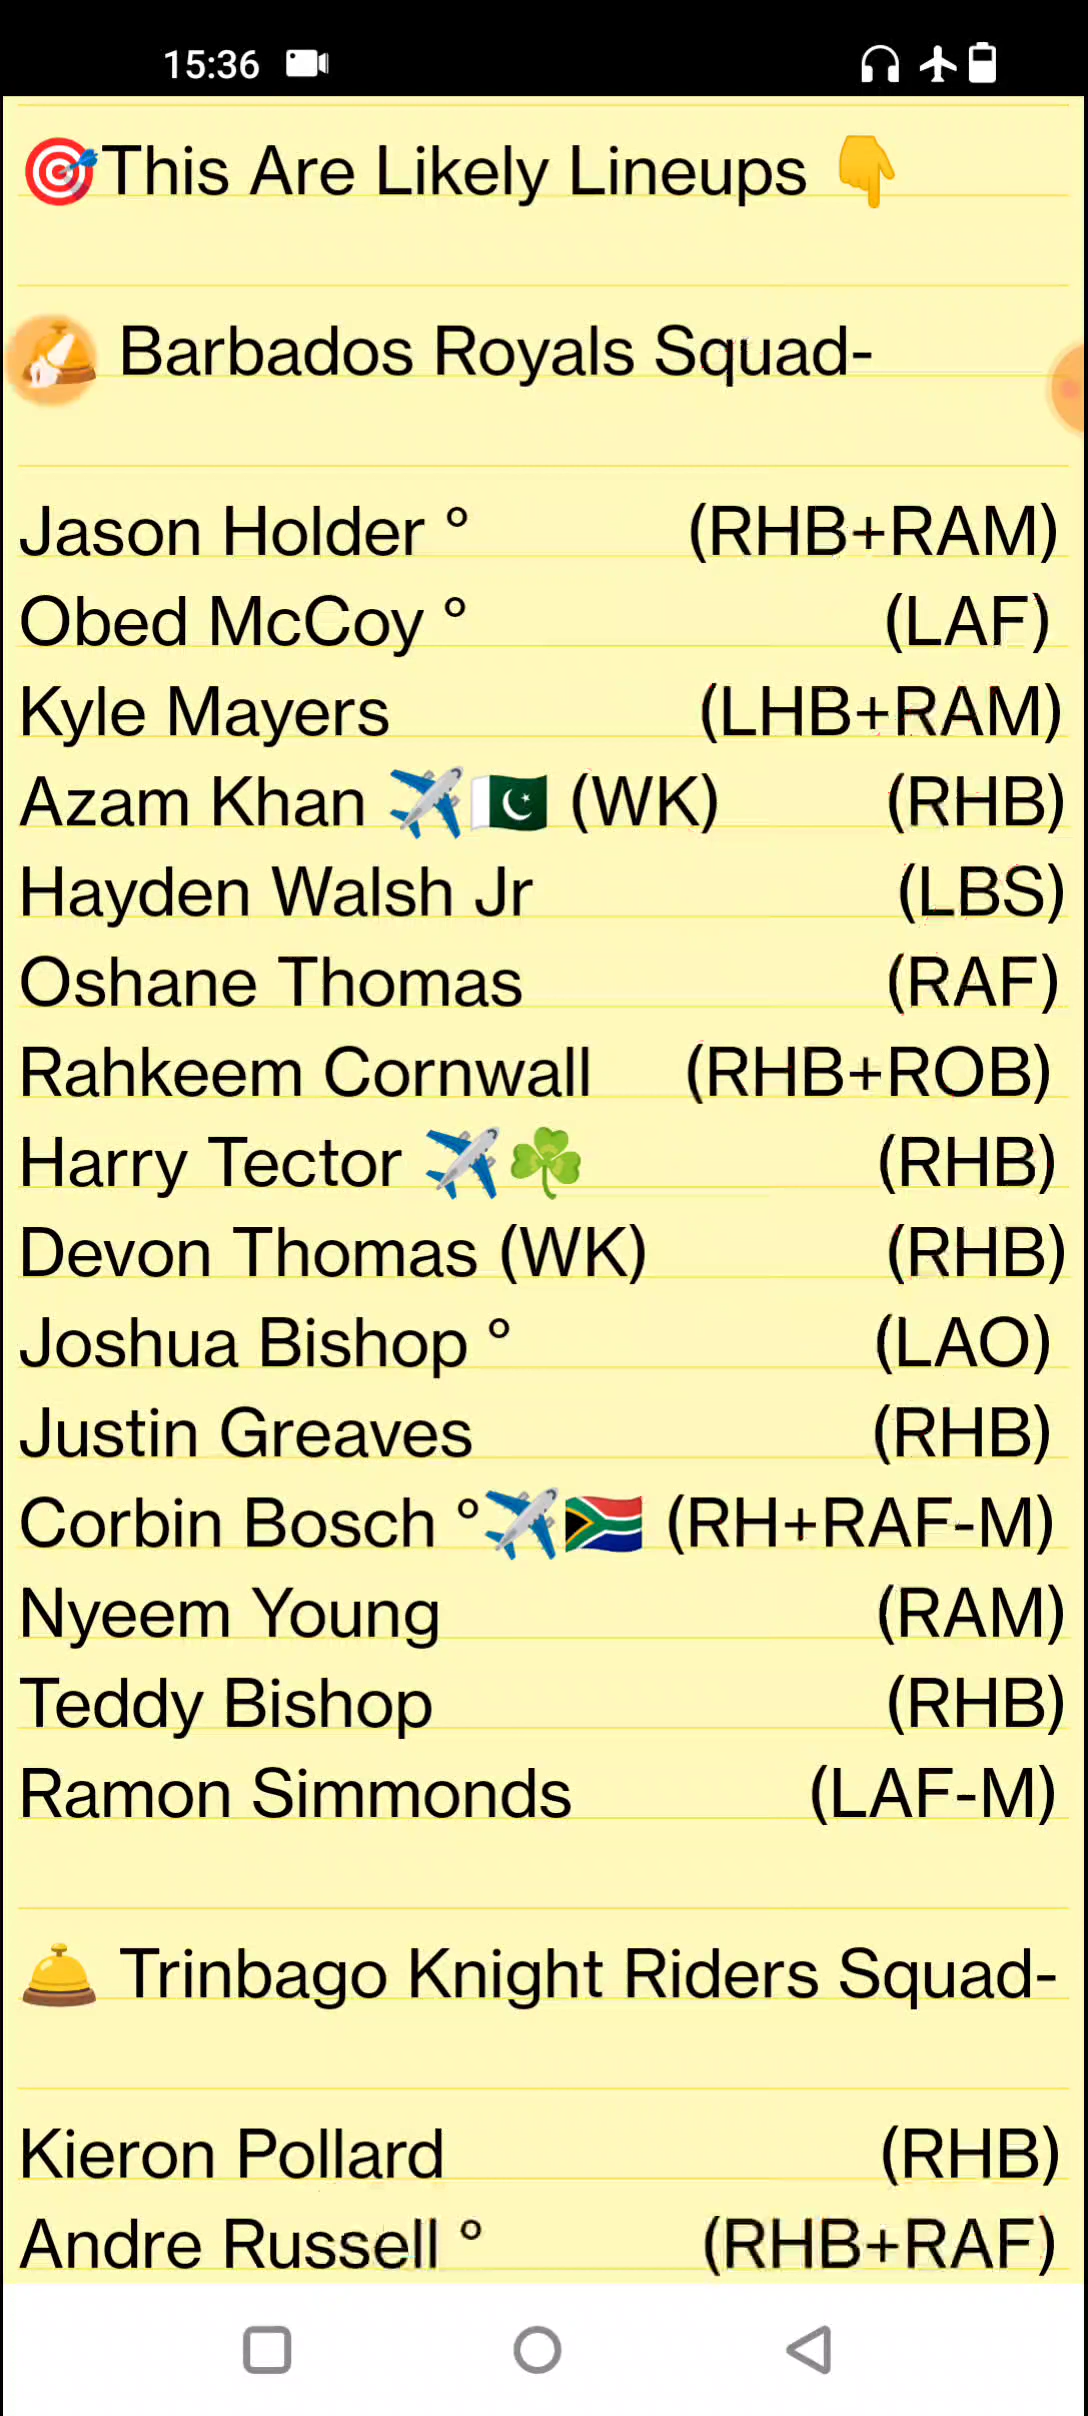 15:36
🎯This Are Likely Lineups 👇
🛎️ Barbados Royals Squad-
Jason Holder ° (RHB+RAM)
Obed McCoy ° (LAF)
Kyle Mayers (LHB+RAM)
Azam Khan ✈️🇵🇰 (WK) (RHB)
Hayden Walsh Jr (LBS)
Oshane Thomas (RAF)
Rahkeem Cornwall (RHB+ROB)
Harry Tector ✈️☘️ (RHB)
Devon Thomas (WK) (RHB)
Joshua Bishop ° (LAO)
Justin Greaves (RHB)
Corbin Bosch °✈️🇿🇦 (RH+RAF-M)
Nyeem Young (RAM)
Teddy Bishop (RHB)
Ramon Simmonds (LAF-M)
🛎️ Trinbago Knight Riders Squad-
Kieron Pollard (RHB)
Andre Russell ° (RHB+RAF)